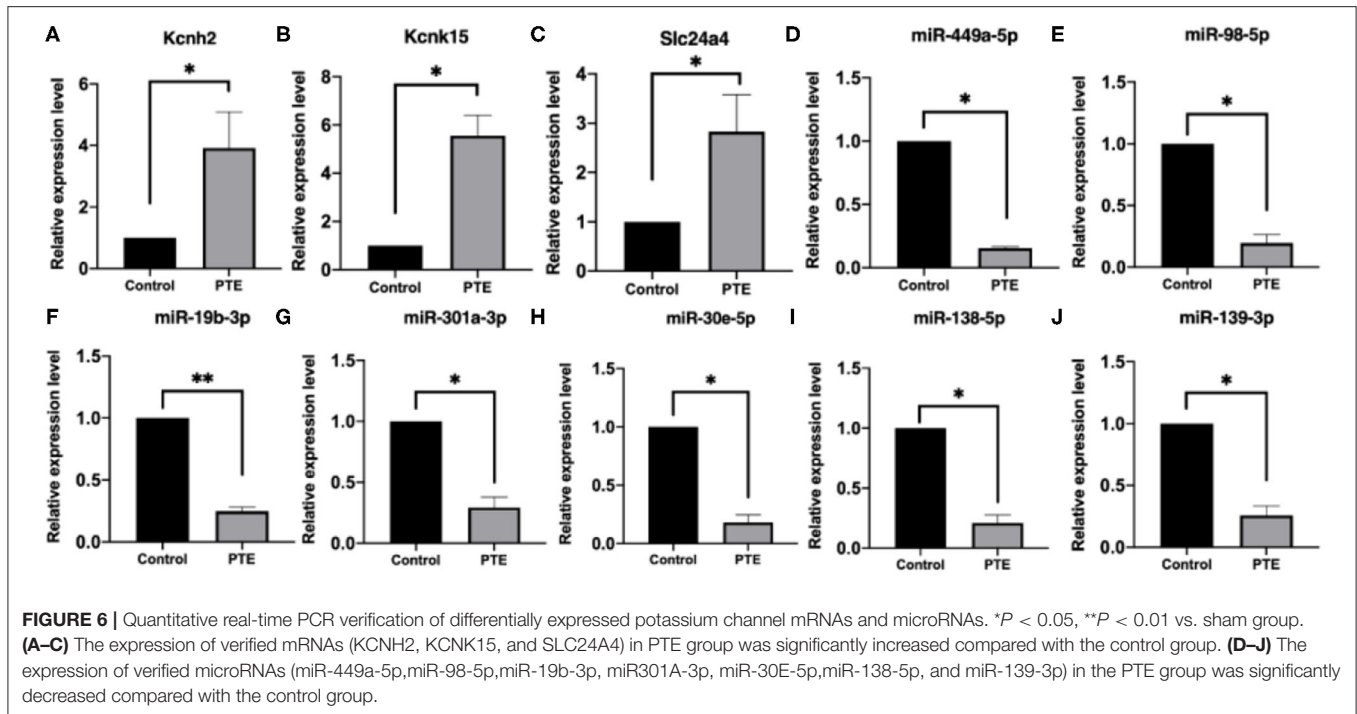 A Kcnh2
Relative expression level
6
4
2
0
*
Control PTE
B Kcnk15
Relative expression level
8
6
4
2
0
*
Control PTE
C Slc24a4
Relative expression level
4
3
2
1
0
*
Control PTE
D miR-449a-5p
Relative expression level
1.5
1.0
0.5
0.0
*
Control PTE
E miR-98-5p
Relative expression level
1.5
1.0
0.5
0.0
*
Control PTE
F miR-19b-3p
Relative expression level
1.5
1.0
0.5
0.0
**
Control PTE
G miR-301a-3p
Relative expression level
1.5
1.0
0.5
0.0
*
Control PTE
H miR-30e-5p
Relative expression level
1.5
1.0
0.5
0.0
*
Control PTE
I miR-138-5p
Relative expression level
1.5
1.0
0.5
0.0
*
Control PTE
J miR-139-3p
Relative expression level
1.5
1.0
0.5
0.0
*
Control PTE
FIGURE 6 | Quantitative real-time PCR verification of differentially expressed potassium channel mRNAs and microRNAs. *P < 0.05, **P < 0.01 vs. sham group.
(A–C) The expression of verified mRNAs (KCNH2, KCNK15, and SLC24A4) in PTE group was significantly increased compared with the control group. (D–J) The
expression of verified microRNAs (miR-449a-5p,miR-98-5p,miR-19b-3p, miR301A-3p, miR-30E-5p,miR-138-5p, and miR-139-3p) in the PTE group was significantly
decreased compared with the control group.